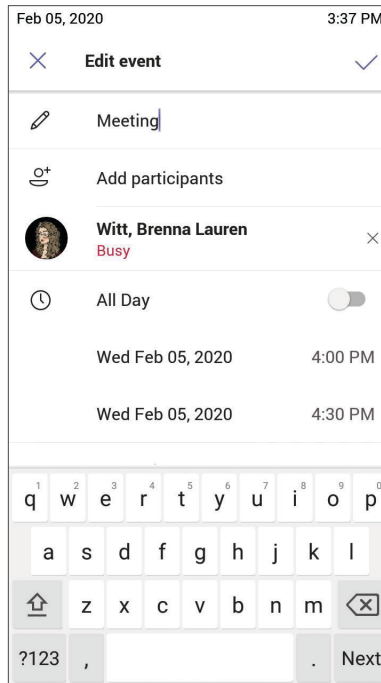 Feb 05, 2020 3:37 PM
Edit event
Meeting
Add participants
Witt, Brenna Lauren
Busy
All Day
Wed Feb 05, 2020 4:00 PM
Wed Feb 05, 2020 4:30 PM
1 2 3 4 5 6 7 8 9 0
q w e r t y u i o p
a s d f g h j k l
z x c v b n m
?123 , . Next